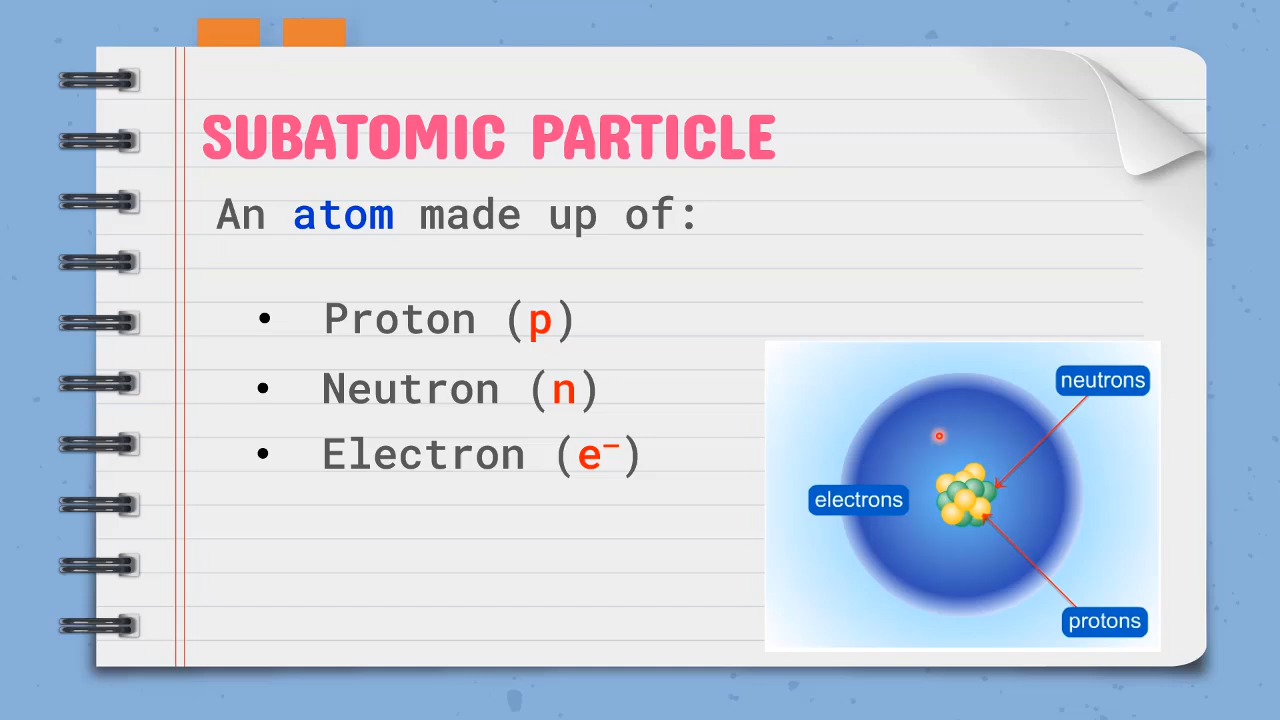 SUBATOMIC PARTICLE
An atom made up of:
• Proton (p)
• Neutron (n)
• Electron (e⁻)
neutrons
electrons
protons